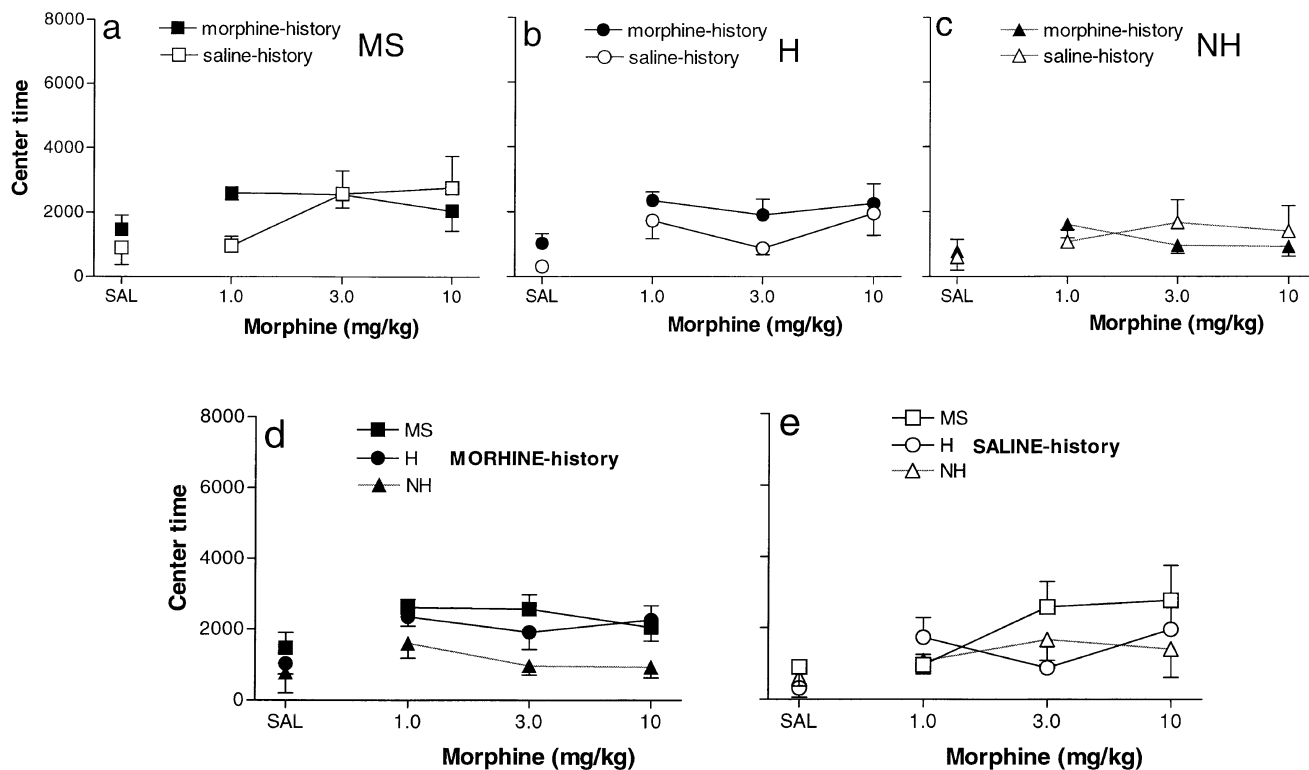 a
morphine-history
saline-history
MS
8000
6000
4000
2000
0
Center time
SAL 1.0 3.0 10
Morphine (mg/kg)
b
morphine-history
saline-history
H
SAL 1.0 3.0 10
Morphine (mg/kg)
c
morphine-history
saline-history
NH
SAL 1.0 3.0 10
Morphine (mg/kg)
d
MS
H MORHINE-history
NH
8000
6000
4000
2000
0
Center time
SAL 1.0 3.0 10
Morphine (mg/kg)
e
MS
H SALINE-history
NH
SAL 1.0 3.0 10
Morphine (mg/kg)